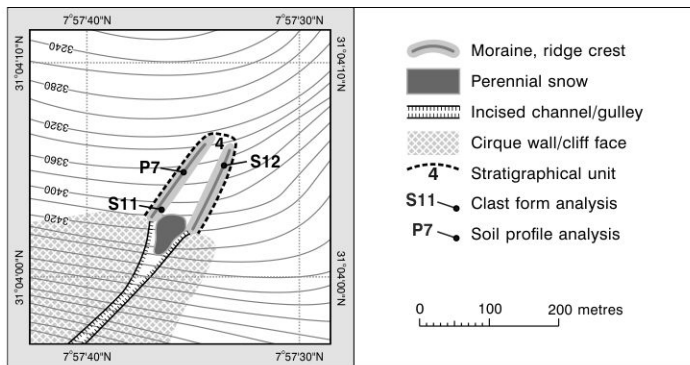 7°57'40"N
7°57'30"N
31°04'10"N
31°04'10"N
3240
3280
3320
3360
3400
3420
4
P7
S12
S11
31°04'00"N
31°04'00"N
7°57'40"N
7°57'30"N
Moraine, ridge crest
Perennial snow
Incised channel/gulley
Cirque wall/cliff face
4 Stratigraphical unit
S11 Clast form analysis
P7 Soil profile analysis
0 100 200 metres